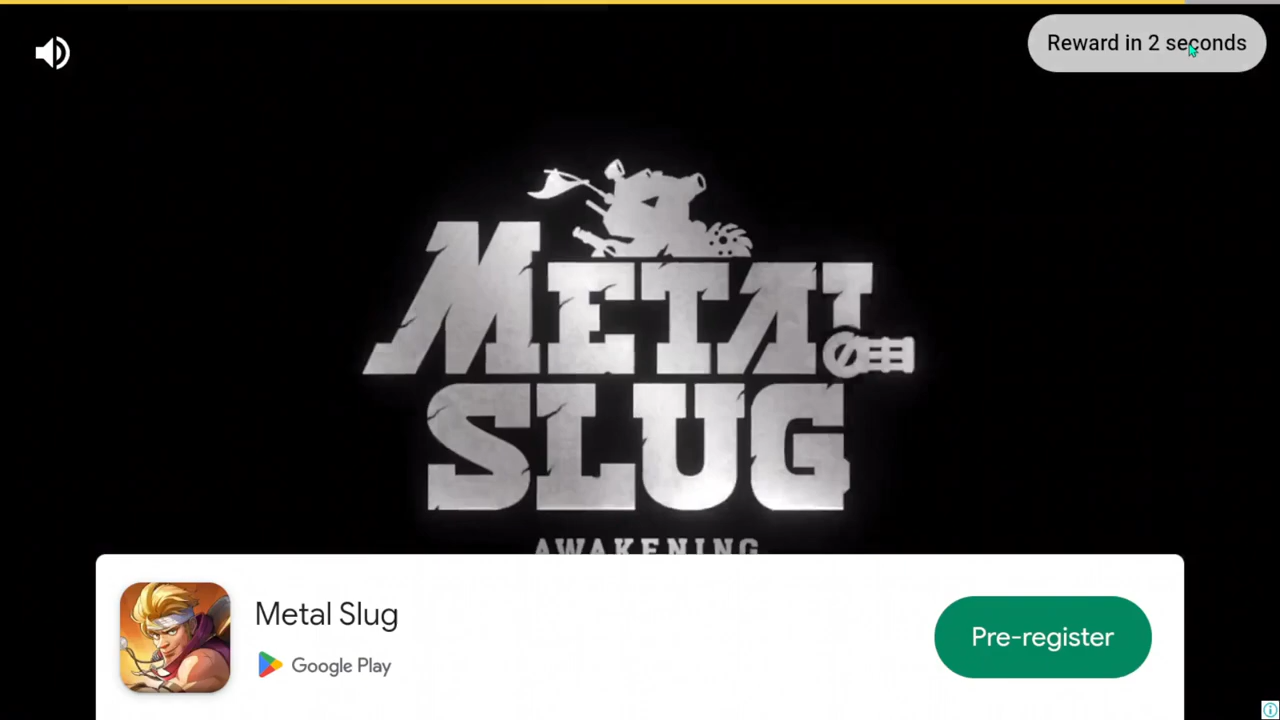 Reward in 2 seconds
METAL
SLUG
AWAKENING
Metal Slug
Google Play
Pre-register